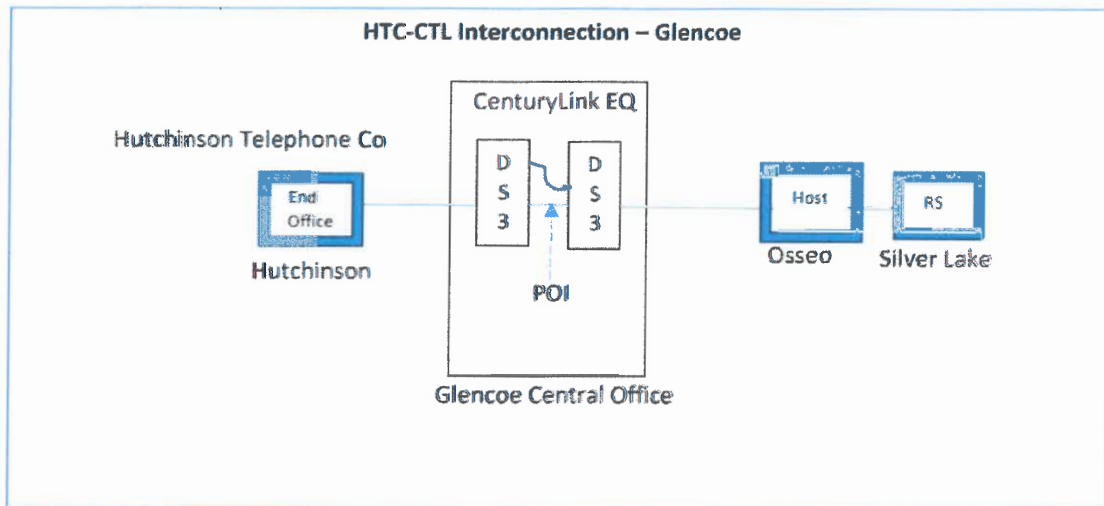 HTC-CTL Interconnection – Glencoe
CenturyLink EQ
Hutchinson Telephone Co
D
S
3
D
S
3
End
Office
Host
RS
Hutchinson
Osseo
Silver Lake
POI
Glencoe Central Office